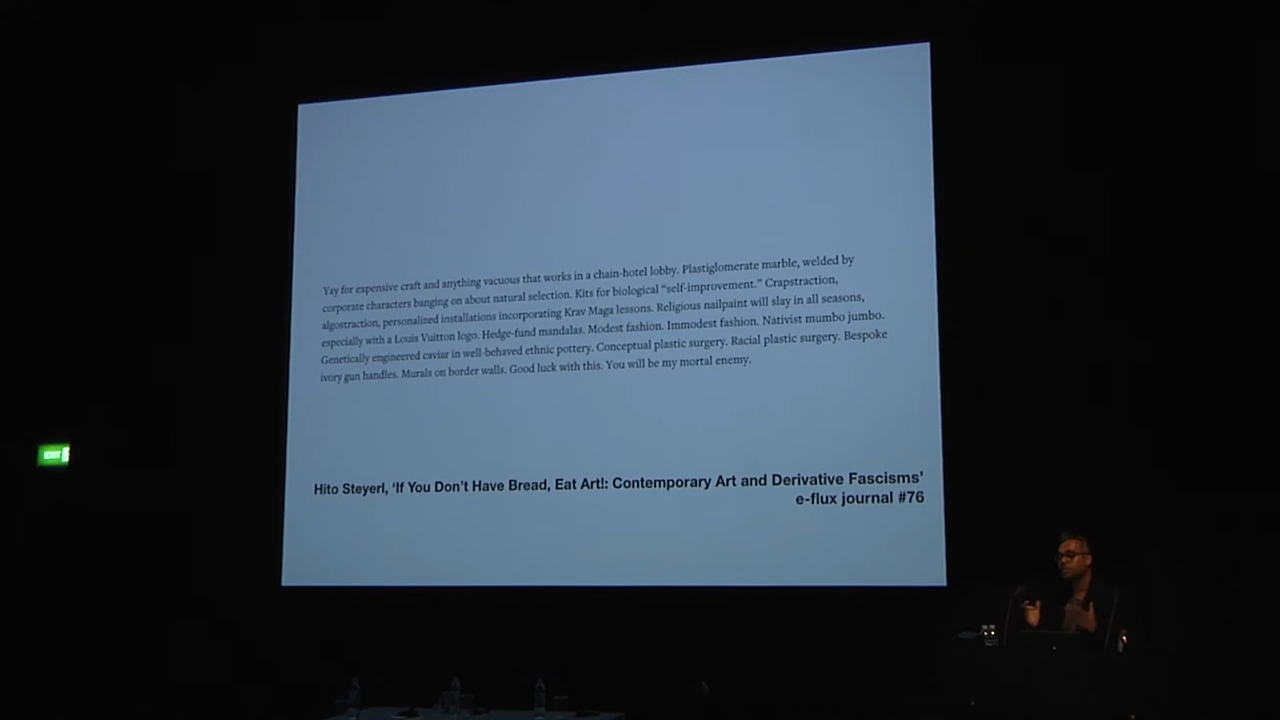 Yay for expensive craft and anything vacuous that works in a chain-hotel lobby. Plastiglomerate marble, welded by
corporate characters banging on about natural selection. Kits for biological “self-improvement.” Crapstraction,
algostraction, personalized installations incorporating Krav Maga lessons. Religious nailpaint will slay in all seasons,
especially with a Louis Vuitton logo. Hedge-fund mandalas. Modest fashion. Immodest fashion. Nativist mumbo jumbo.
Genetically engineered caviar in well-behaved ethnic pottery. Conceptual plastic surgery. Racial plastic surgery. Bespoke
ivory gun handles. Murals on border walls. Good luck with this. You will be my mortal enemy.
Hito Steyerl, ‘If You Don’t Have Bread, Eat Art!: Contemporary Art and Derivative Fascisms’
e-flux journal #76
EXIT